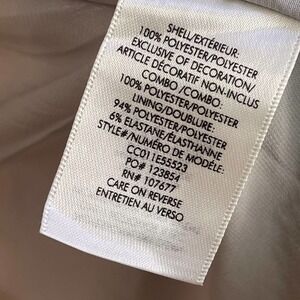 SHELL/EXTÉRIEUR:
100% POLYESTER/POLYESTER
EXCLUSIVE OF DECORATION/
ARTICLE DÉCORATIF NON-INCLUS
COMBO/COMBO:
100% POLYESTER/POLYESTER
LINING/DOUBLURE:
94% POLYESTER/POLYESTER
6% ELASTANE/ÉLASTHANNE
STYLE#/NUMÉRO DE MODÈLE:
CC011E55523
PO# 123854
RN# 107677
CARE ON REVERSE
ENTRETIEN AU VERSO